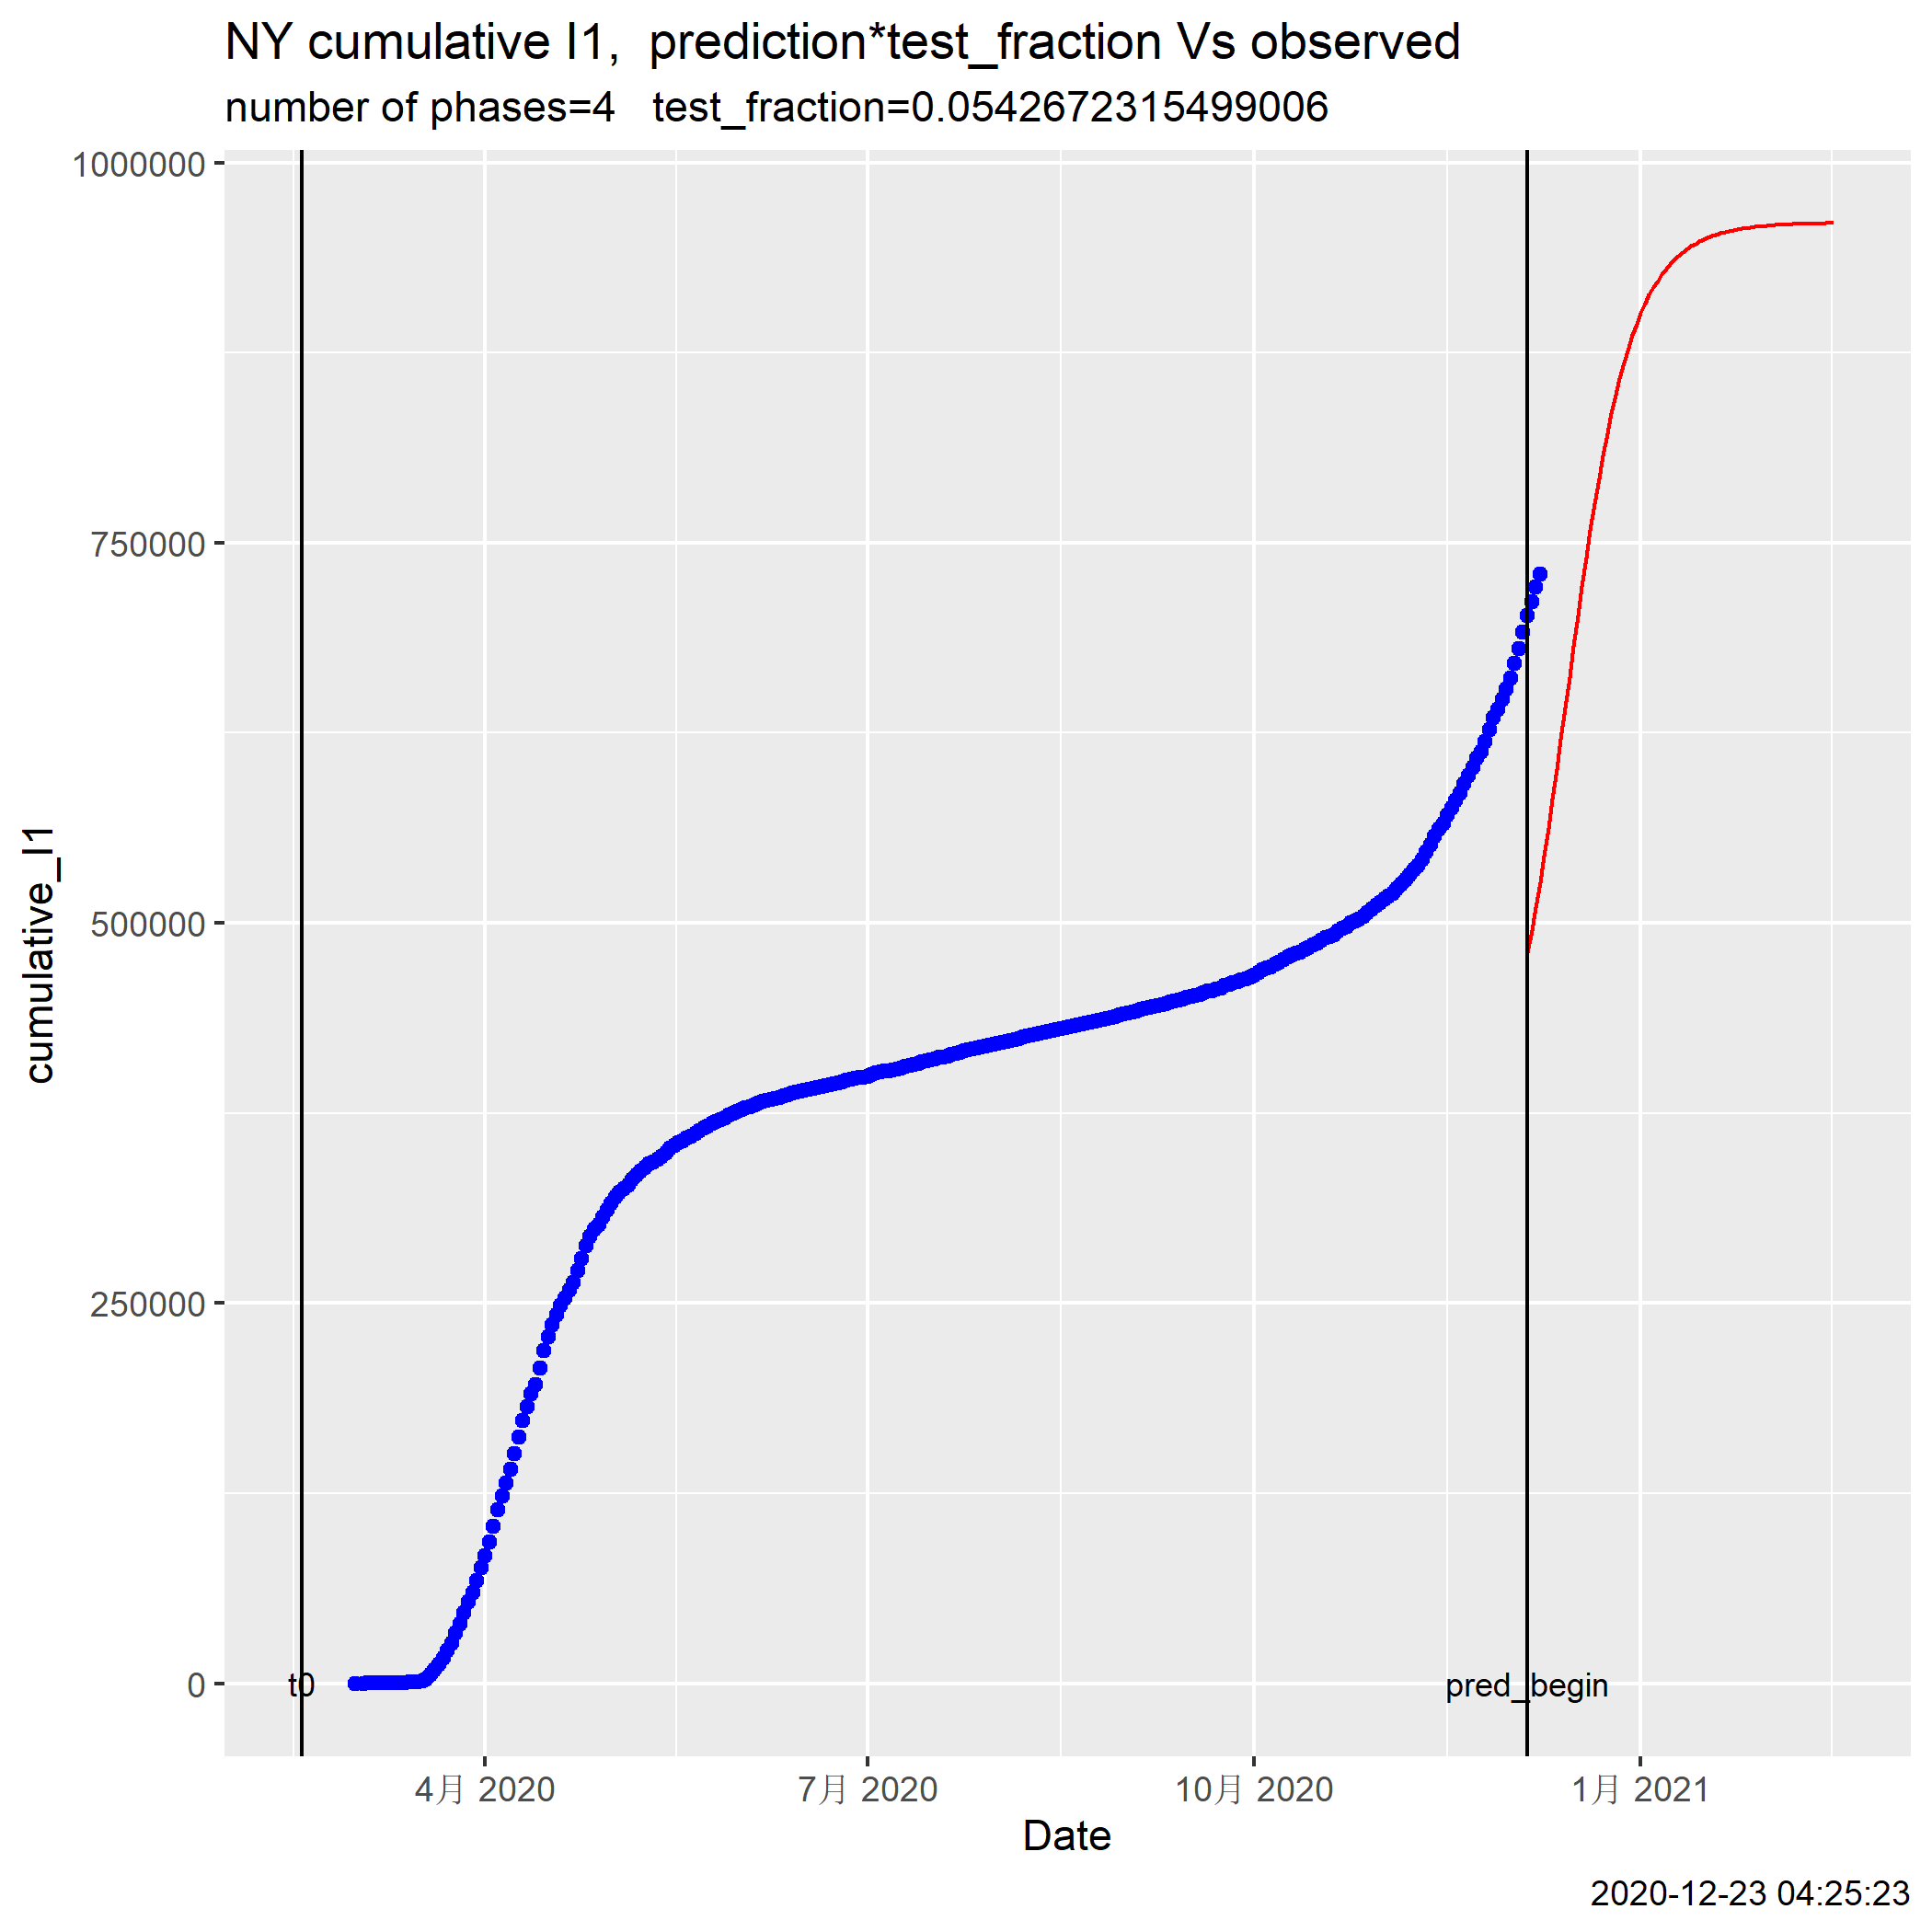 NY cumulative I1,  prediction*test_fraction Vs observed
number of phases=4   test_fraction=0.0542672315499006
1000000
750000
500000
250000
0
cumulative_I1
t0
pred_begin
4月 2020
7月 2020
10月 2020
1月 2021
Date
2020-12-23 04:25:23